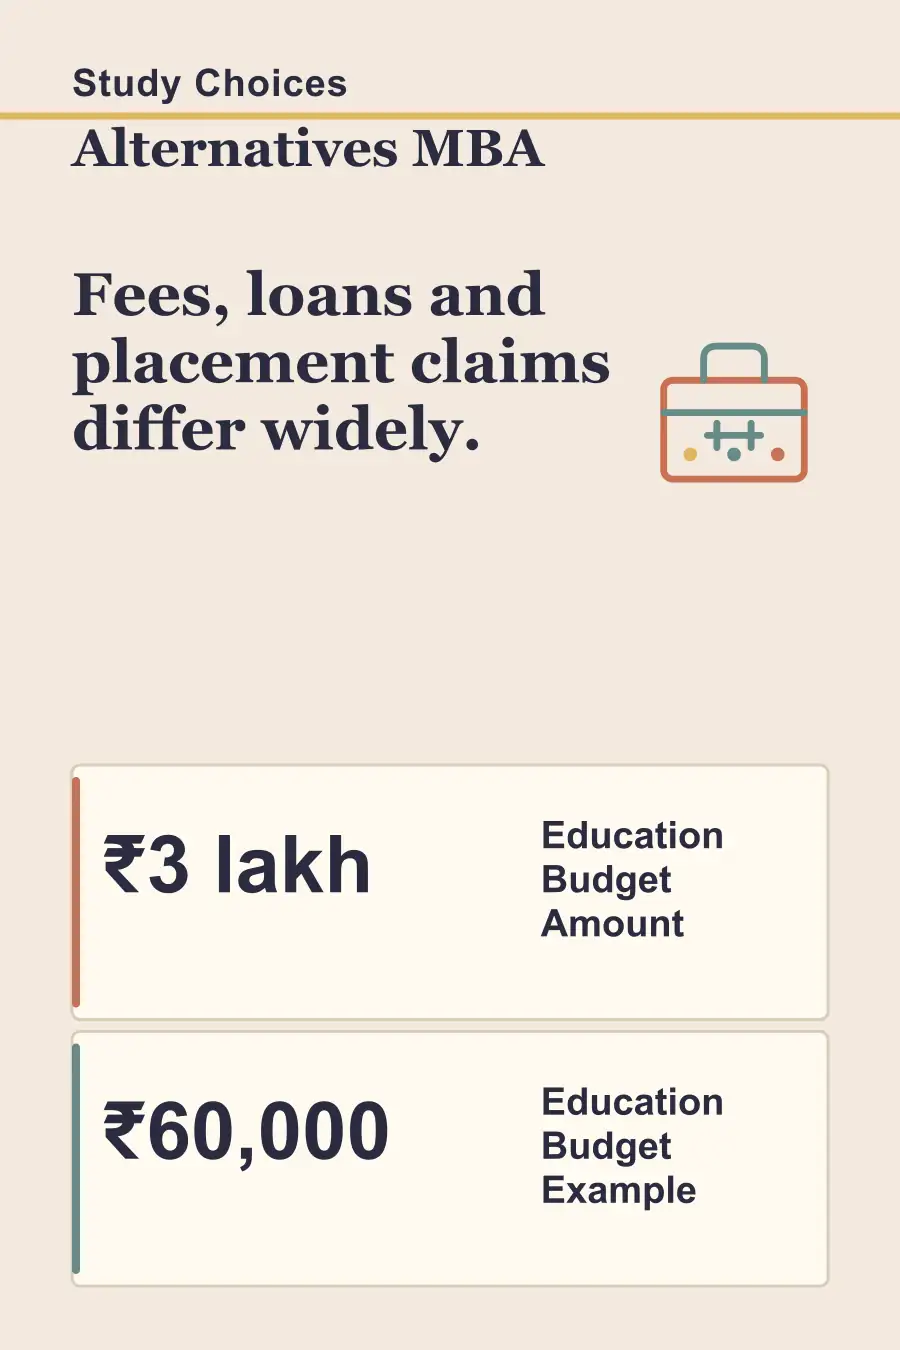 Study Choices
Alternatives MBA
Fees, loans and
placement claims
differ widely.
₹3 lakh
Education
Budget
Amount
₹60,000
Education
Budget
Example